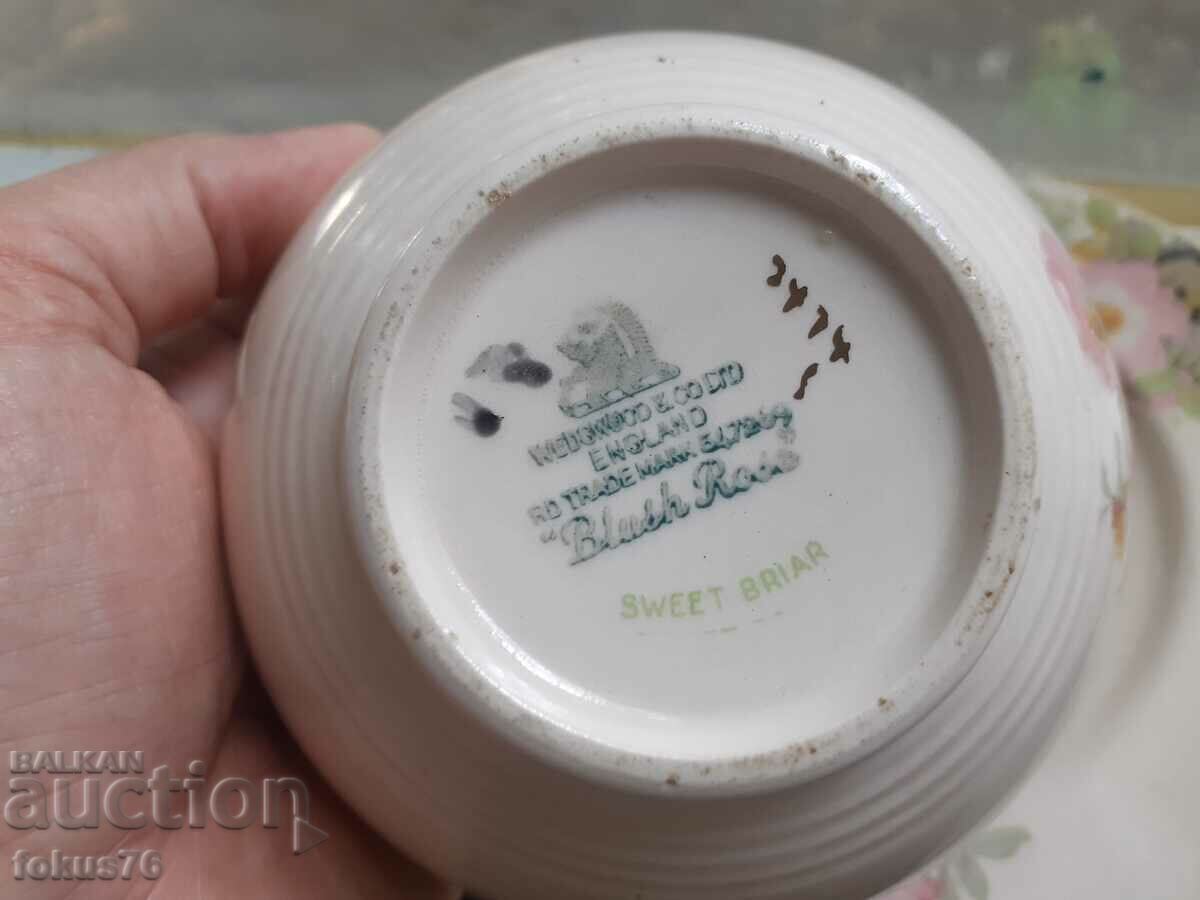 WEDGWOOD & CO LTD
ENGLAND
RD TRADE MARK 547269
"Blush Rose"
SWEET BRIAR
BALKAN
auction
fokus76